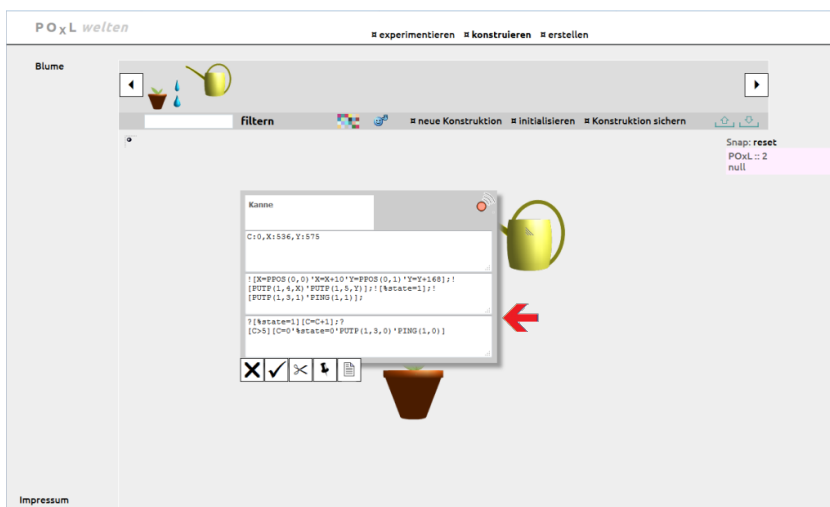 POXL welten
¤ experimentieren ¤ konstruieren ¤ erstellen
Blume
filtern
¤ neue Konstruktion ¤ initialisieren ¤ Konstruktion sichern
Snap: reset
POxL :: 2
null
Kanne
C:0,X:536,Y:575
![X=PPOS(0,0)'X=X+10'Y=PPOS(0,1)'Y=Y+168];!
[PUTP(1,4,X)'PUTP(1,5,Y)];![%state=1];!
[PUTP(1,3,1)'PING(1,1)];
?[%state=1][C=C+1];?
[C>5][C=0'%state=0'PUTP(1,3,0)'PING(1,0)]
Impressum